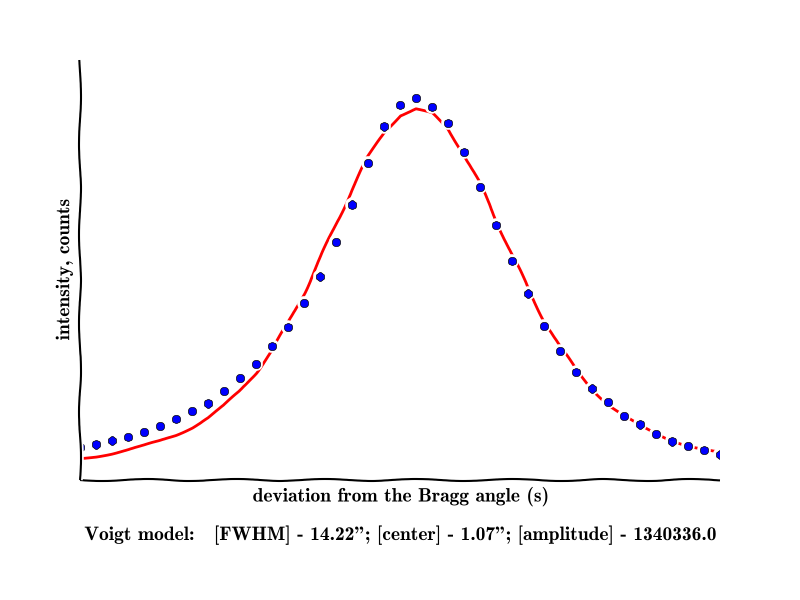 intensity, counts
deviation from the Bragg angle (s)
Voigt model: [FWHM] - 14.22”; [center] - 1.07”; [amplitude] - 1340336.0